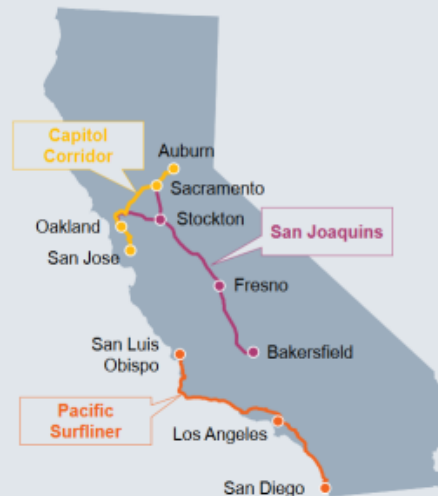 Capitol
Corridor
Auburn
Sacramento
Oakland
Stockton
San Joaquins
San Jose
Fresno
San Luis
Obispo
Bakersfield
Pacific
Surfliner
Los Angeles
San Diego